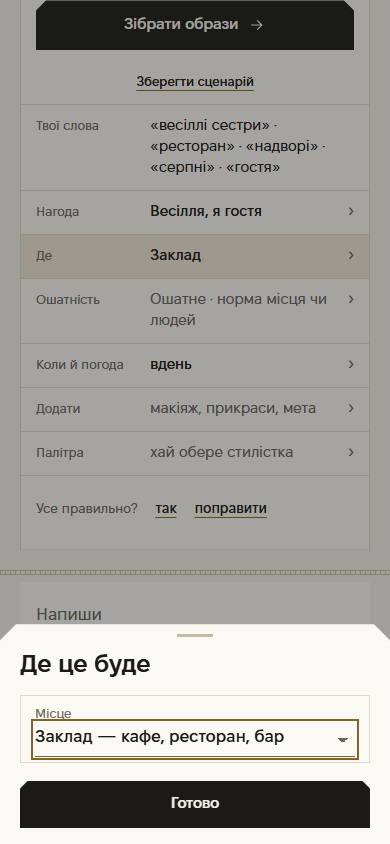 Зібрати образи →
Зберегти сценарій
Твої слова «весіллі сестри» ·
«ресторан» · «надворі» ·
«серпні» · «гостя»
Нагода Весілля, я гостя ›
Де Заклад ›
Ошатність Ошатне · норма місця чи ›
людей
Коли й погода вдень ›
Додати макіяж, прикраси, мета ›
Палітра хай обере стилістка ›
Усе правильно? так поправити
Напиши
Де це буде
Місце
Заклад — кафе, ресторан, бар
Готово